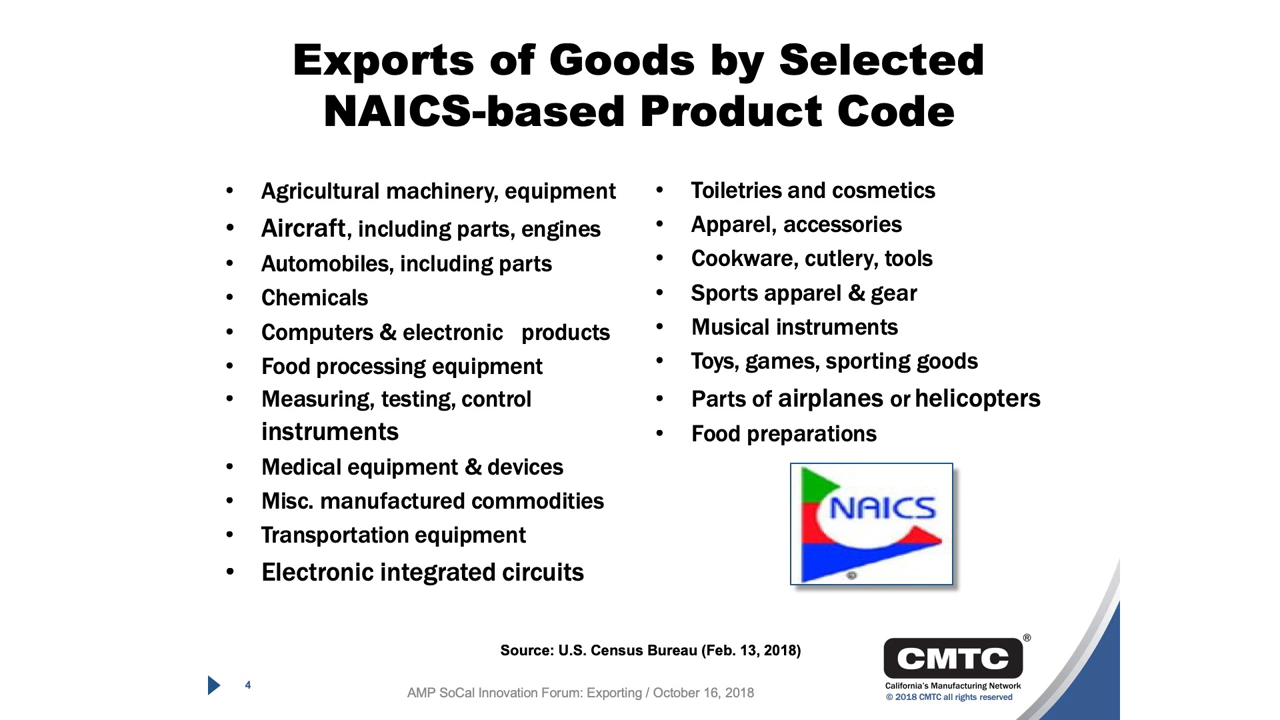 Exports of Goods by Selected
NAICS-based Product Code
• Agricultural machinery, equipment
• Aircraft, including parts, engines
• Automobiles, including parts
• Chemicals
• Computers & electronic products
• Food processing equipment
• Measuring, testing, control
instruments
• Medical equipment & devices
• Misc. manufactured commodities
• Transportation equipment
• Electronic integrated circuits
• Toiletries and cosmetics
• Apparel, accessories
• Cookware, cutlery, tools
• Sports apparel & gear
• Musical instruments
• Toys, games, sporting goods
• Parts of airplanes or helicopters
• Food preparations
NAICS
©
Source: U.S. Census Bureau (Feb. 13, 2018)
CMTC®
California's Manufacturing Network
© 2018 CMTC all rights reserved
4
AMP SoCal Innovation Forum: Exporting / October 16, 2018